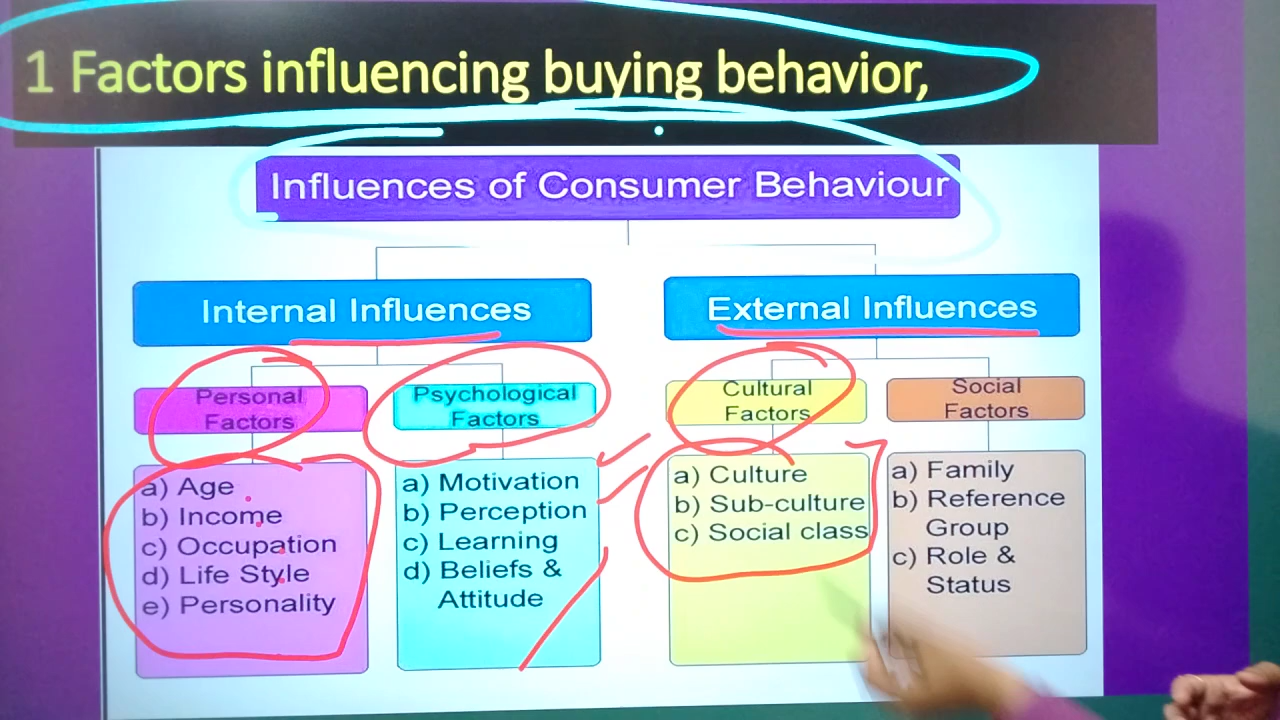 1 Factors influencing buying behavior,
Influences of Consumer Behaviour
Internal Influences
External Influences
Personal
Factors
Psychological
Factors
Cultural
Factors
Social
Factors
a) Age
b) Income
c) Occupation
d) Life Style
e) Personality
a) Motivation
b) Perception
c) Learning
d) Beliefs &
Attitude
a) Culture
b) Sub-culture
c) Social class
a) Family
b) Reference
Group
c) Role &
Status